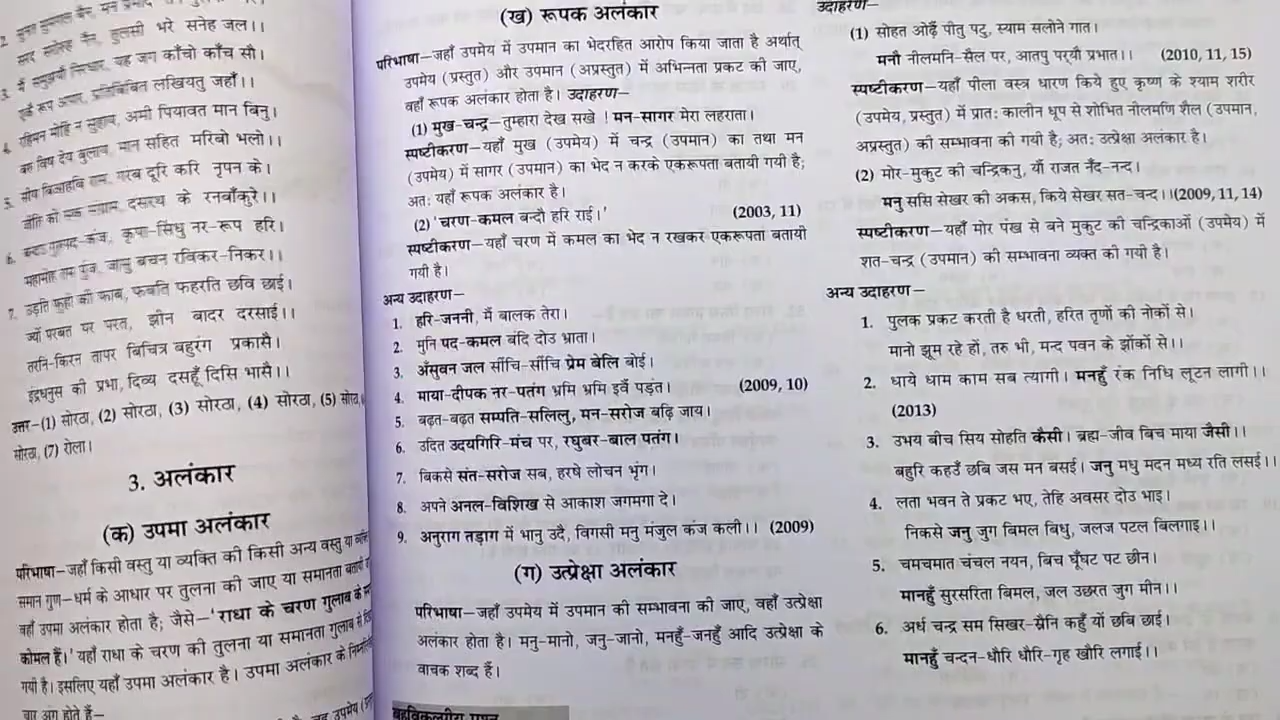 भरे सनेह जल।।
जग काँचो काँच सौ।
प्रतिबिंबित लखियतु जहाँ।।
अमी पियावत मान बिनु।
मान सहित मरिबो भलो।।
गरब दूरि करि नृपन के।
दसरथ के रनबाँकुरे।।
कृपा-सिंधु नर-रूप हरि।
जासु बचन रविकर-निकर।।
फबति फहरति छवि छाई।
ज्यों परबत पर परत, झीन बादर दरसाई।।
तरनि-किरन तापर बिचित्र बहुरंग प्रकासै।
इंद्रधनुस की प्रभा, दिव्य दसहूँ दिसि भासै।।
उत्तर-(1) सोरठा, (2) सोरठा, (3) सोरठा, (4) सोरठा, (5)
सोरठा, (7) रोला।
3. अलंकार
(क) उपमा अलंकार
परिभाषा-जहाँ किसी वस्तु या व्यक्ति की किसी अन्य वस्तु या
समान गुण-धर्म के आधार पर तुलना की जाए या समानता
वहाँ उपमा अलंकार होता है; जैसे-'राधा के चरण गुलाब के
कोमल हैं।' यहाँ राधा के चरण की तुलना या समानता गुलाब से
गयी है। इसलिए यहाँ उपमा अलंकार है। उपमा अलंकार के
चार अंग होते हैं-
(ख) रूपक अलंकार
परिभाषा-जहाँ उपमेय में उपमान का भेदरहित आरोप किया जाता है अर्थात्
उपमेय (प्रस्तुत) और उपमान (अप्रस्तुत) में अभिन्नता प्रकट की जाए,
वहाँ रूपक अलंकार होता है। उदाहरण-
(1) मुख-चन्द्र-तुम्हारा देख सखे ! मन-सागर मेरा लहराता।
स्पष्टीकरण-यहाँ मुख (उपमेय) में चन्द्र (उपमान) का तथा मन
(उपमेय) में सागर (उपमान) का भेद न करके एकरूपता बतायी गयी है;
अतः यहाँ रूपक अलंकार है।
(2) 'चरण-कमल बन्दौ हरि राई।' (2003, 11)
स्पष्टीकरण-यहाँ चरण में कमल का भेद न रखकर एकरूपता बतायी
गयी है।
अन्य उदाहरण-
1. हरि-जननी, मैं बालक तेरा।
2. मुनि पद-कमल बंदि दोउ भ्राता।
3. अँसुवन जल सींचि-सींचि प्रेम बेलि बोई।
4. माया-दीपक नर-पतंग भ्रमि भ्रमि इवैं पड़ंत। (2009, 10)
5. बढ़त-बढ़त सम्पति-सलिलु, मन-सरोज बढ़ि जाय।
6. उदित उदयगिरि-मंच पर, रघुबर-बाल पतंग।
7. बिकसे संत-सरोज सब, हरषे लोचन भृंग।
8. अपने अनल-विशिख से आकाश जगमगा दे।
9. अनुराग तड़ाग में भानु उदै, विगसी मनु मंजुल कंज कली।। (2009)
(ग) उत्प्रेक्षा अलंकार
परिभाषा-जहाँ उपमेय में उपमान की सम्भावना की जाए, वहाँ उत्प्रेक्षा
अलंकार होता है। मनु-मानो, जनु-जानो, मनहुँ-जनहुँ आदि उत्प्रेक्षा के
वाचक शब्द हैं।
उदाहरण-
(1) सोहत ओढ़ैं पीतु पटु, स्याम सलौने गात।
मनौ नीलमनि-सैल पर, आतपु पर्‌यौ प्रभात।। (2010, 11, 15)
स्पष्टीकरण-यहाँ पीला वस्त्र धारण किये हुए कृष्ण के श्याम शरीर
(उपमेय, प्रस्तुत) में प्रातः कालीन धूप से शोभित नीलमणि शैल (उपमान,
अप्रस्तुत) की सम्भावना की गयी है; अतः उत्प्रेक्षा अलंकार है।
(2) मोर-मुकुट की चन्द्रिकनु, यौं राजत नँद-नन्द।
मनु ससि सेखर की अकस, किये सेखर सत-चन्द।।(2009, 11, 14)
स्पष्टीकरण-यहाँ मोर पंख से बने मुकुट की चन्द्रिकाओं (उपमेय) में
शत-चन्द्र (उपमान) की सम्भावना व्यक्त की गयी है।
अन्य उदाहरण-
1. पुलक प्रकट करती है धरती, हरित तृणों की नोकों से।
मानो झूम रहे हों, तरु भी, मन्द पवन के झोंकों से।।
2. धाये धाम काम सब त्यागी। मनहुँ रंक निधि लूटन लागी।।
(2013)
3. उभय बीच सिय सोहति कैसी। ब्रह्म-जीव बिच माया जैसी।।
बहुरि कहउँ छबि जस मन बसई। जनु मधु मदन मध्य रति लसई।।
4. लता भवन ते प्रकट भए, तेहि अवसर दोउ भाइ।
निकसे जनु जुग बिमल बिधु, जलज पटल बिलगाइ।।
5. चमचमात चंचल नयन, बिच घूँघट पट छीन।
मानहुँ सुरसरिता बिमल, जल उछरत जुग मीन।।
6. अर्ध चन्द्र सम सिखर-स्रैनि कहुँ यों छबि छाई।
मानहुँ चन्दन-धौरि धौरि-गृह खौरि लगाई।।